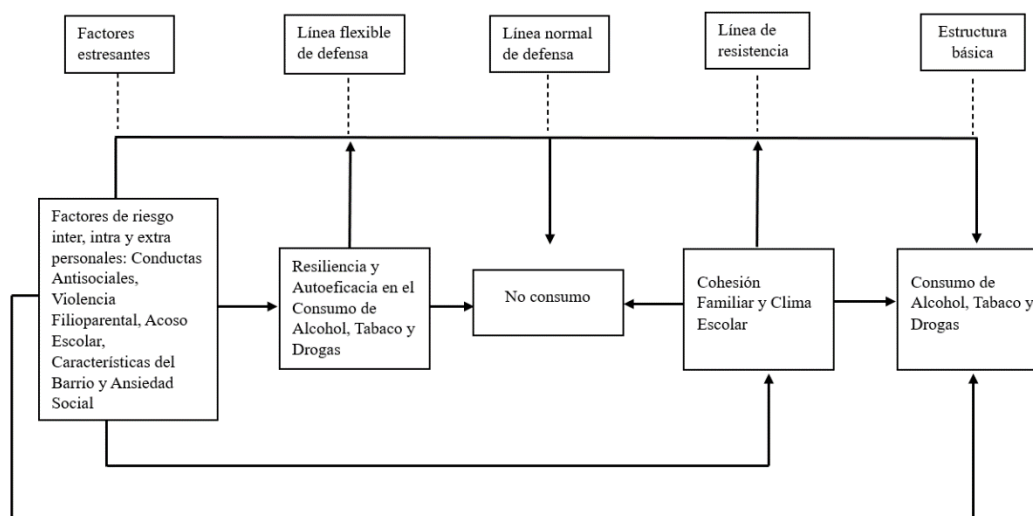 Factores
estresantes
Línea flexible
de defensa
Línea normal
de defensa
Línea de
resistencia
Estructura
básica
Factores de riesgo
inter, intra y extra
personales: Conductas
Antisociales,
Violencia
Filioparental, Acoso
Escolar,
Características del
Barrio y Ansiedad
Social
Resiliencia y
Autoeficacia en el
Consumo de
Alcohol, Tabaco y
Drogas
No consumo
Cohesión
Familiar y Clima
Escolar
Consumo de
Alcohol, Tabaco y
Drogas